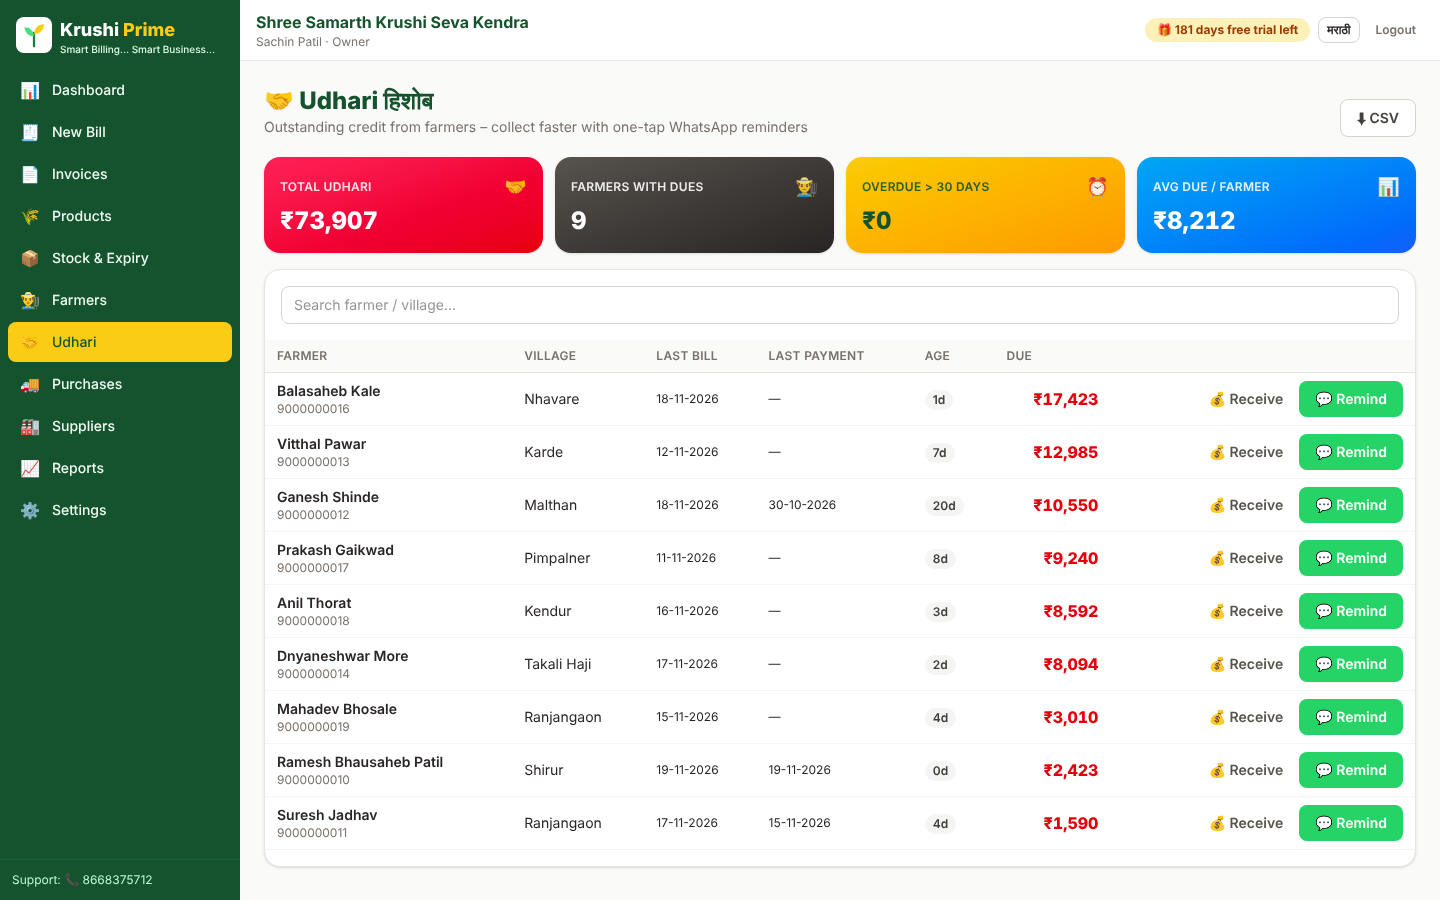 Krushi Prime
Smart Billing... Smart Business...
Dashboard
New Bill
Invoices
Products
Stock & Expiry
Farmers
Udhari
Purchases
Suppliers
Reports
Settings
Support: 8668375712
Shree Samarth Krushi Seva Kendra
Sachin Patil · Owner
181 days free trial left
मराठी
Logout
Udhari हिशोब
Outstanding credit from farmers – collect faster with one-tap WhatsApp reminders
⬇ CSV
TOTAL UDHARI
₹73,907
FARMERS WITH DUES
9
OVERDUE > 30 DAYS
₹0
AVG DUE / FARMER
₹8,212
Search farmer / village...
FARMER VILLAGE LAST BILL LAST PAYMENT AGE DUE
Balasaheb Kale
9000000016
Nhavare 18-11-2026 — 1d ₹17,423 Receive Remind
Vitthal Pawar
9000000013
Karde 12-11-2026 — 7d ₹12,985 Receive Remind
Ganesh Shinde
9000000012
Malthan 18-11-2026 30-10-2026 20d ₹10,550 Receive Remind
Prakash Gaikwad
9000000017
Pimpalner 11-11-2026 — 8d ₹9,240 Receive Remind
Anil Thorat
9000000018
Kendur 16-11-2026 — 3d ₹8,592 Receive Remind
Dnyaneshwar More
9000000014
Takali Haji 17-11-2026 — 2d ₹8,094 Receive Remind
Mahadev Bhosale
9000000019
Ranjangaon 15-11-2026 — 4d ₹3,010 Receive Remind
Ramesh Bhausaheb Patil
9000000010
Shirur 19-11-2026 19-11-2026 0d ₹2,423 Receive Remind
Suresh Jadhav
9000000011
Ranjangaon 17-11-2026 15-11-2026 4d ₹1,590 Receive Remind